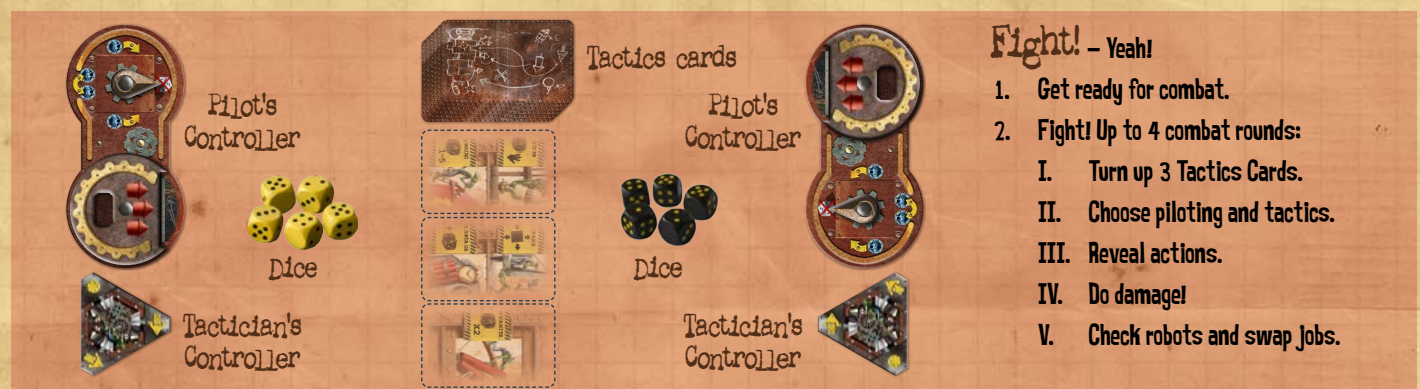 Pilot's
Controller
Dice
Tactician's
Controller
Tactics cards
X2
Pilot's
Controller
Dice
Tactician's
Controller
Fight! – Yeah!
1. Get ready for combat.
2. Fight! Up to 4 combat rounds:
I. Turn up 3 Tactics Cards.
II. Choose piloting and tactics.
III. Reveal actions.
IV. Do damage!
V. Check robots and swap jobs.